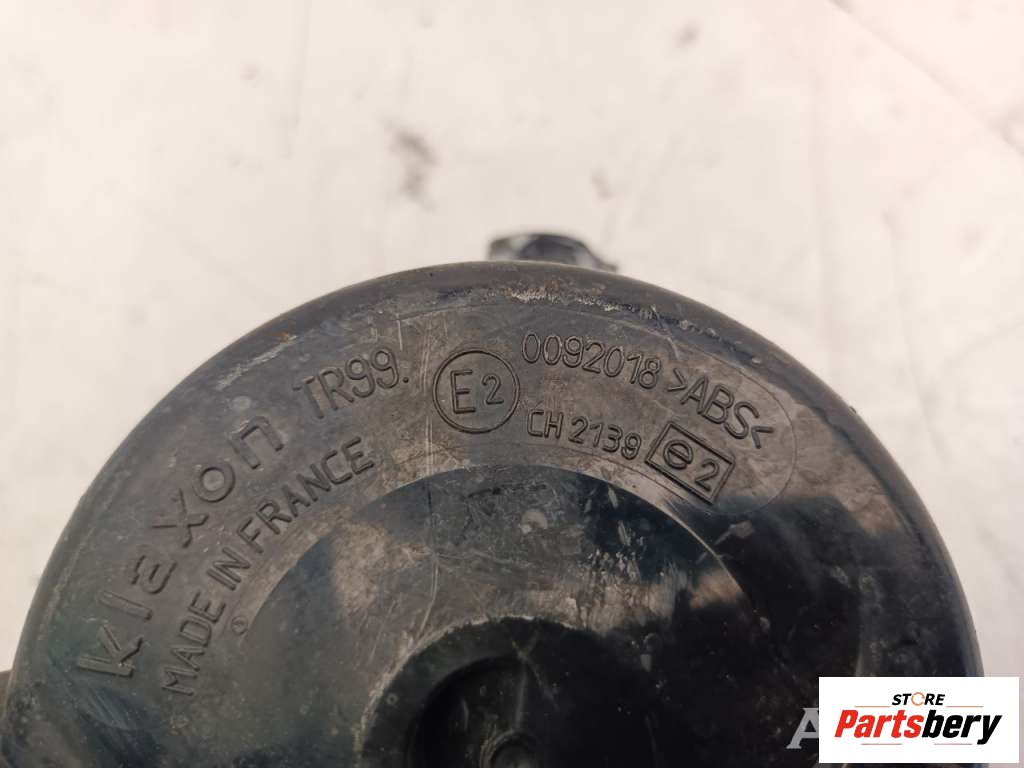 klaxon TR99.
MADE IN FRANCE
E2
0092018 >ABS<
CH 2139 e2
STORE
Partsbery